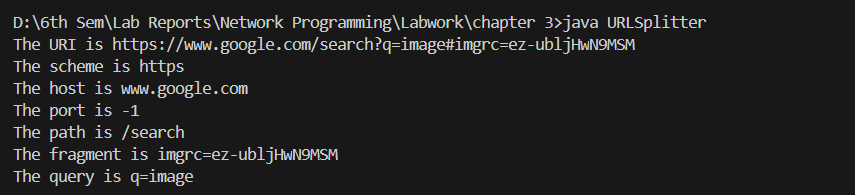 D:\6th Sem\Lab Reports\Network Programming\Labwork\chapter 3>java URLSplitter
The URI is https://www.google.com/search?q=image#imgrc=ez-ubljHwN9MSM
The scheme is https
The host is www.google.com
The port is -1
The path is /search
The fragment is imgrc=ez-ubljHwN9MSM
The query is q=image